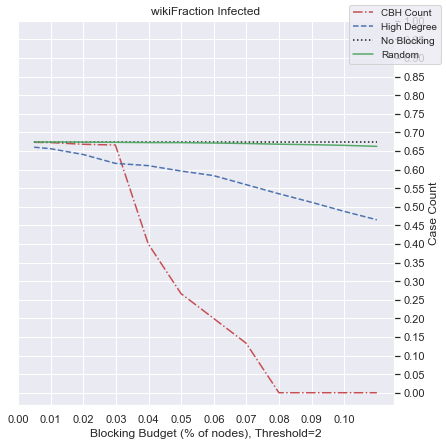 wikiFraction Infected
CBH Count
High Degree
No Blocking
Random
1.00
0.85
0.80
0.75
0.70
0.65
0.60
0.55
0.50
0.45
0.40
0.35
0.30
0.25
0.20
0.15
0.10
0.05
0.00
Case Count
0.00 0.01 0.02 0.03 0.04 0.05 0.06 0.07 0.08 0.09 0.10
Blocking Budget (% of nodes), Threshold=2